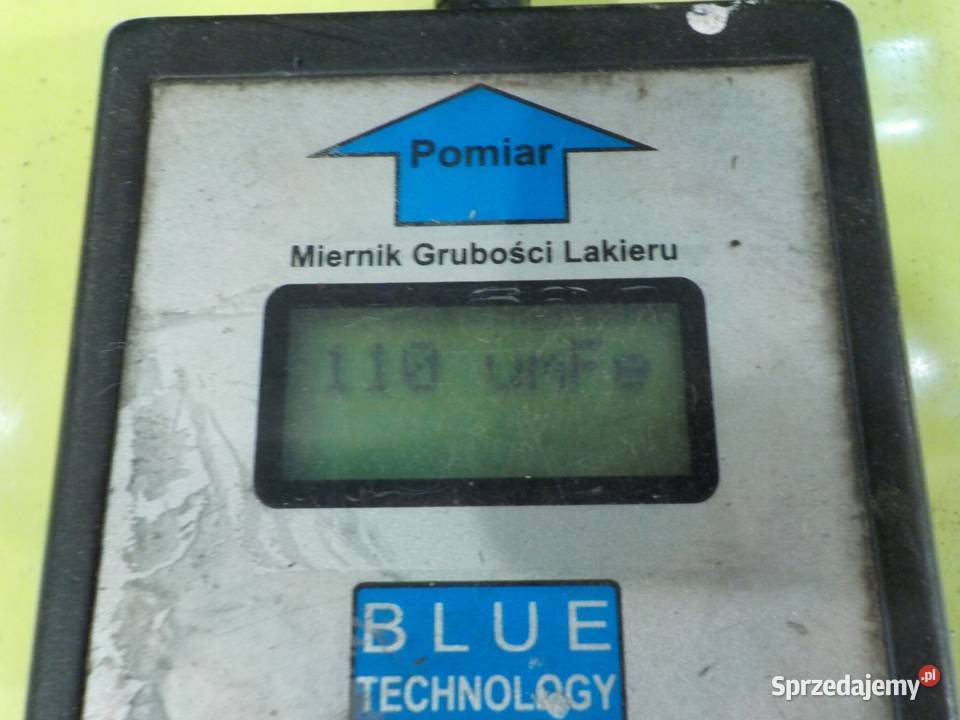 Pomiar
Miernik Grubości Lakieru
110 umFe
BLUE
TECHNOLOGY
Sprzedajemy.pl